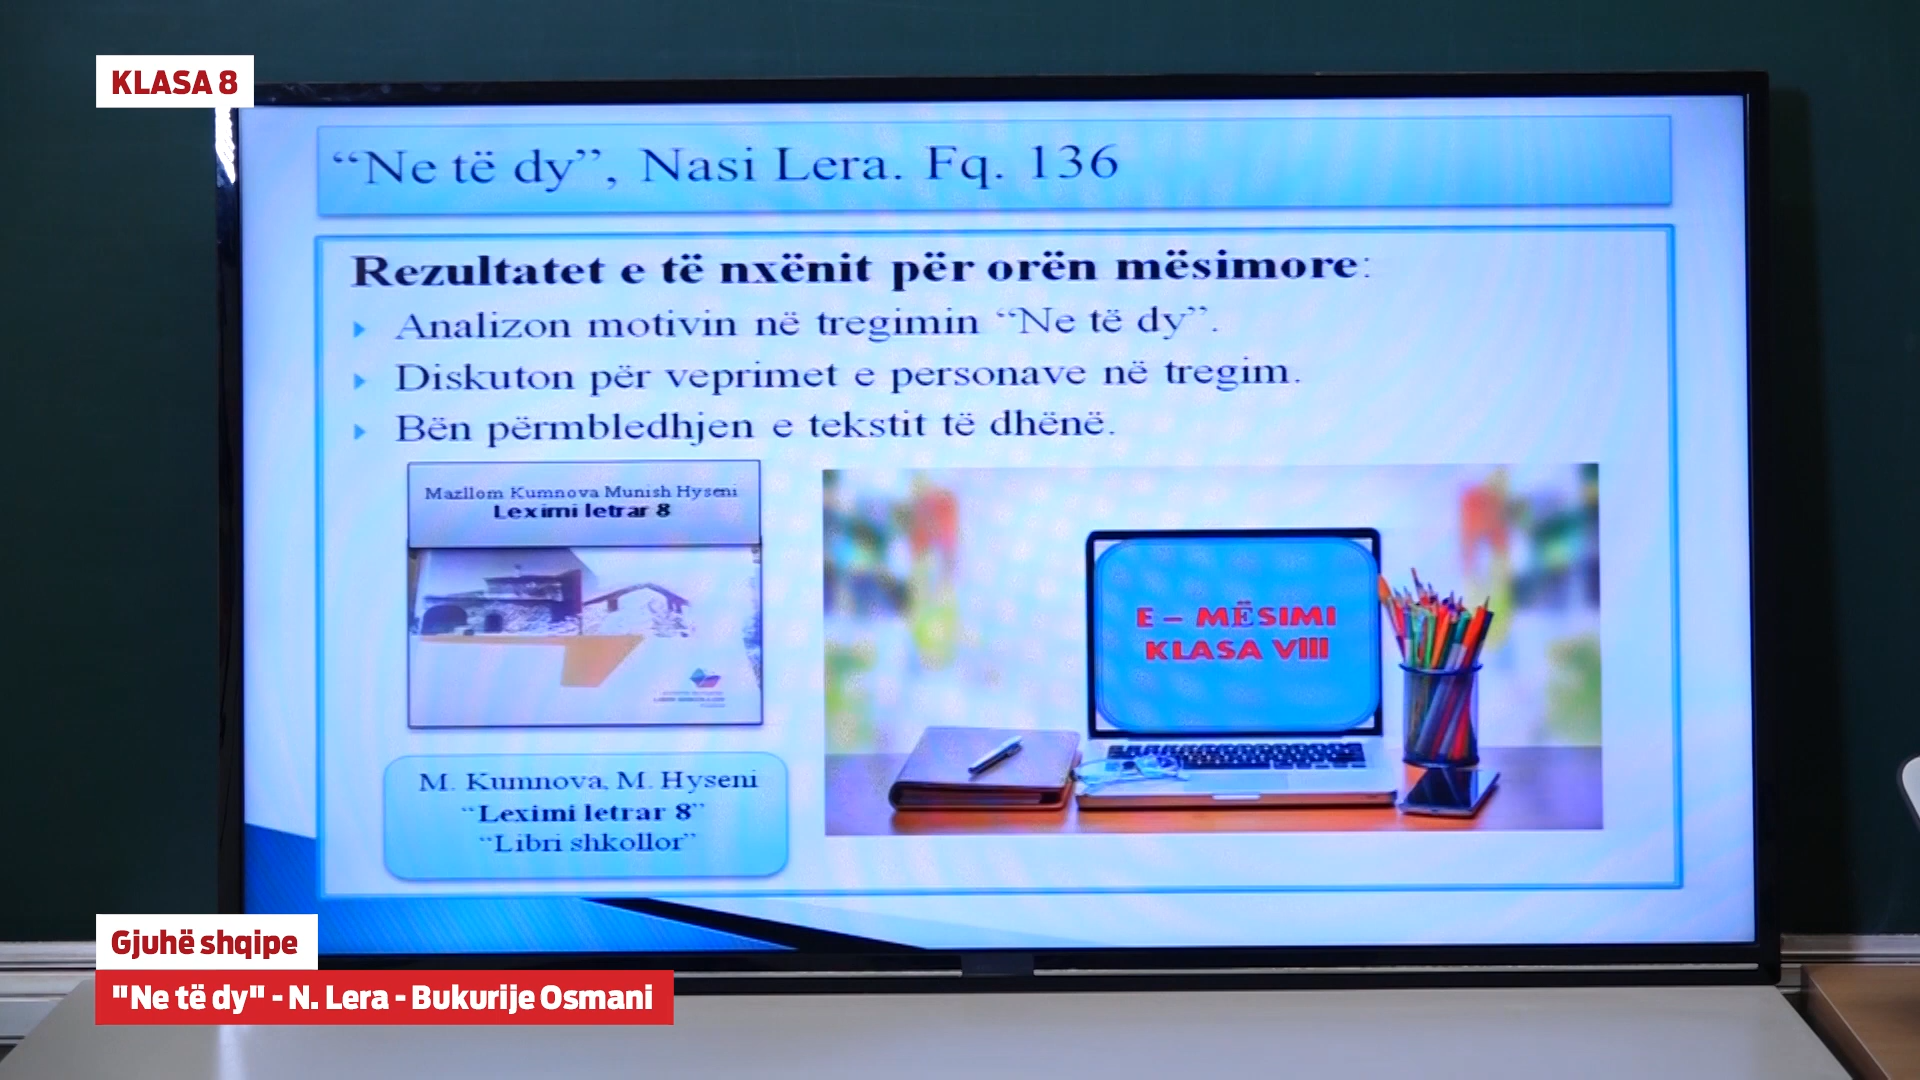 KLASA 8
“Ne të dy”, Nasi Lera. Fq. 136
Rezultatet e të nxënit për orën mësimore:
Analizon motivin në tregimin “Ne të dy”.
Diskuton për veprimet e personave në tregim.
Bën përmbledhjen e tekstit të dhënë.
Mazllom Kumnova Munish Hyseni
Leximi letrar 8
E – MËSIMI
KLASA VIII
M. Kumnova, M. Hyseni
“Leximi letrar 8”
“Libri shkollor”
Gjuhë shqipe
"Ne të dy" - N. Lera - Bukurije Osmani